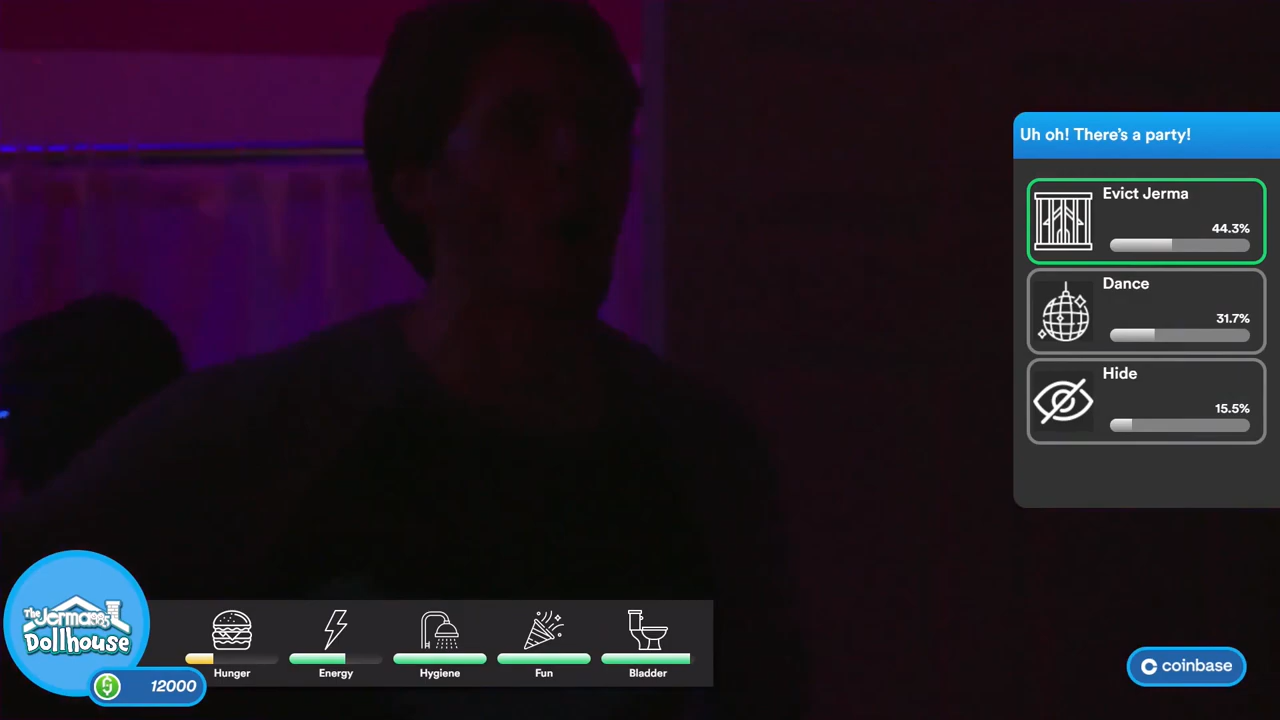 Uh oh! There's a party!
Evict Jerma
44.3%
Dance
31.7%
Hide
15.5%
The Jerma985
Dollhouse
12000
Hunger
Energy
Hygiene
Fun
Bladder
coinbase